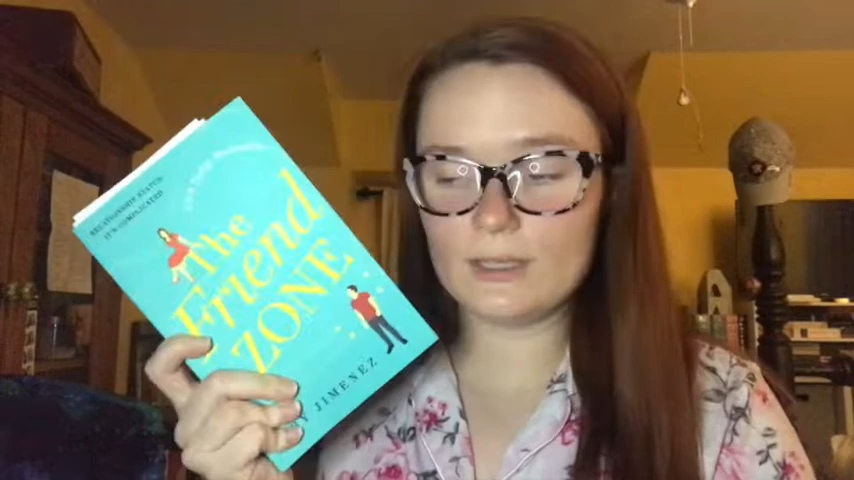 RELATIONSHIP STATUS:
IT'S COMPLICATED
The
Friend
ZONE
JIMENEZ